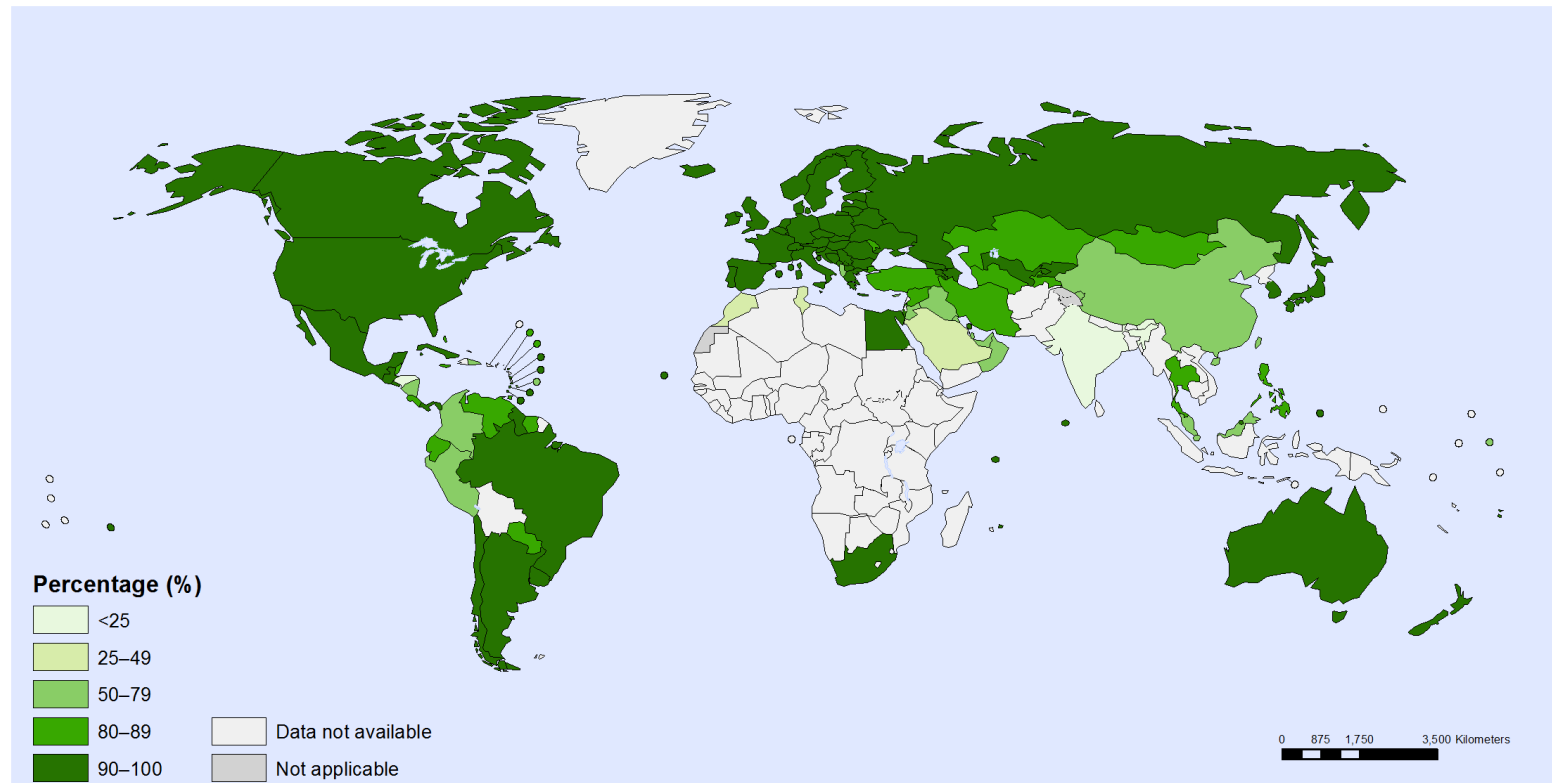 Percentage (%)
<25
25–49
50–79
80–89
90–100
Data not available
Not applicable
0 875 1,750 3,500 Kilometers